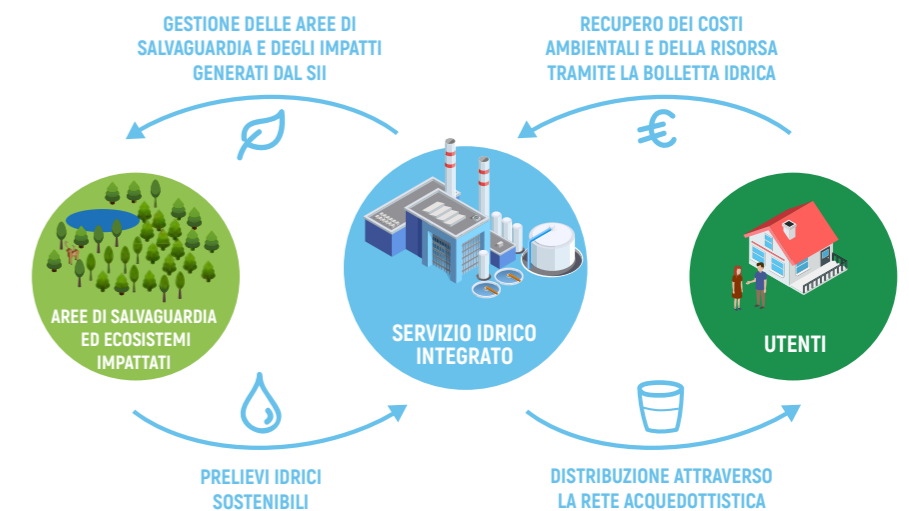 GESTIONE DELLE AREE DI
SALVAGUARDIA E DEGLI IMPATTI
GENERATI DAL SII
RECUPERO DEI COSTI
AMBIENTALI E DELLA RISORSA
TRAMITE LA BOLLETTA IDRICA
AREE DI SALVAGUARDIA
ED ECOSISTEMI
IMPATTATI
SERVIZIO IDRICO
INTEGRATO
UTENTI
PRELIEVI IDRICI
SOSTENIBILI
DISTRIBUZIONE ATTRAVERSO
LA RETE ACQUEDOTTISTICA